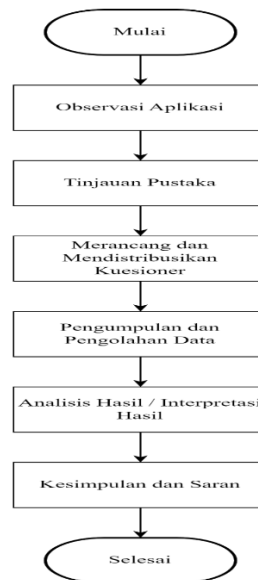 Mulai
Observasi Aplikasi
Tinjauan Pustaka
Merancang dan
Mendistribusikan
Kuesioner
Pengumpulan dan
Pengolahan Data
Analisis Hasil / Interpretasi
Hasil
Kesimpulan dan Saran
Selesai